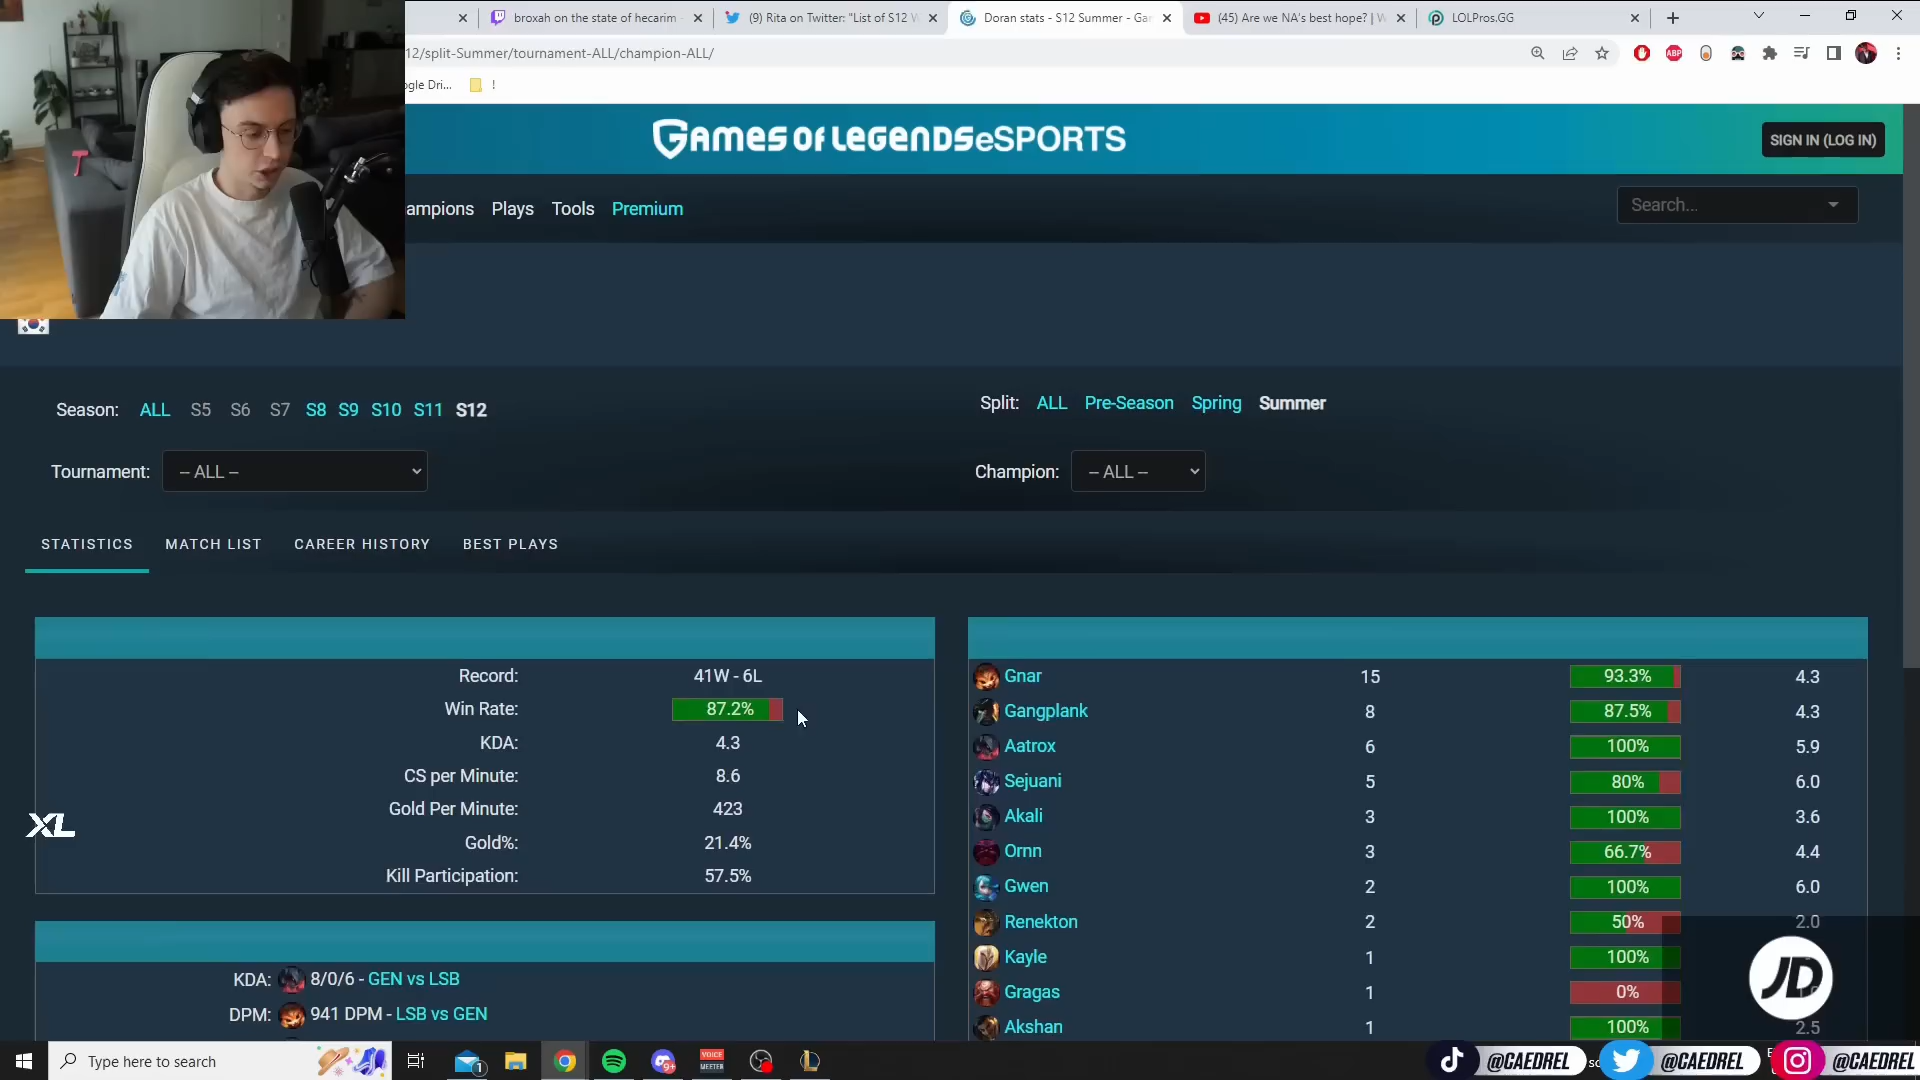 broxah on the state of hecarim -
(9) Rita on Twitter: "List of S12 W
Doran stats - S12 Summer - Gam
(45) Are we NA's best hope? | W
LOLPros.GG
12/split-Summer/tournament-ALL/champion-ALL/
ogle Dri...
!
GAMES OF LEGENDS eSPORTS
SIGN IN (LOG IN)
ampions Plays Tools Premium
Search...
Season: ALL S5 S6 S7 S8 S9 S10 S11 S12
Split: ALL Pre-Season Spring Summer
Tournament: -- ALL --
Champion: -- ALL --
STATISTICS MATCH LIST CAREER HISTORY BEST PLAYS
Record: 41W - 6L
Win Rate: 87.2%
KDA: 4.3
CS per Minute: 8.6
Gold Per Minute: 423
Gold%: 21.4%
Kill Participation: 57.5%
KDA: 8/0/6 - GEN vs LSB
DPM: 941 DPM - LSB vs GEN
Gnar 15 93.3% 4.3
Gangplank 8 87.5% 4.3
Aatrox 6 100% 5.9
Sejuani 5 80% 6.0
Akali 3 100% 3.6
Ornn 3 66.7% 4.4
Gwen 2 100% 6.0
Renekton 2 50% 2.0
Kayle 1 100%
Gragas 1 0%
Akshan 1 100% 2.5
XL
JD
Type here to search
1
9+
VOICE
MEETER
@CAEDREL
@CAEDREL
@CAEDREL